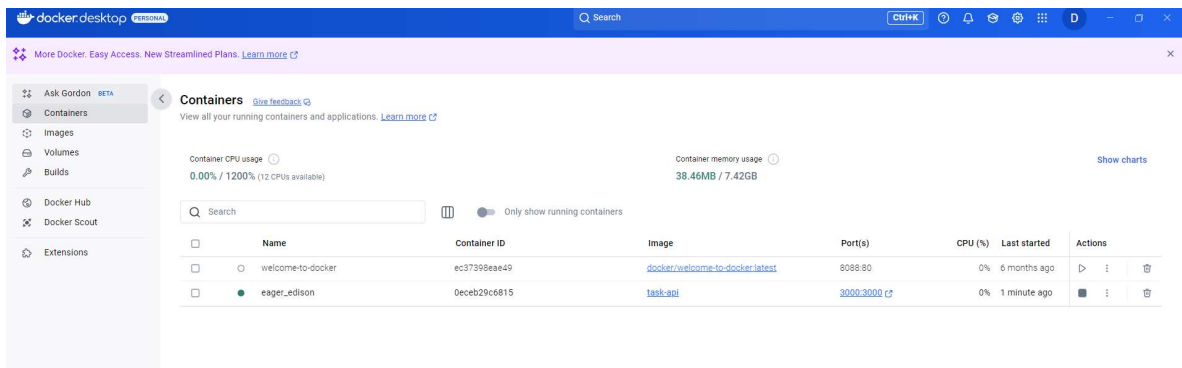 docker.desktop PERSONAL Search Ctrl+K D
More Docker. Easy Access. New Streamlined Plans. Learn more
Ask Gordon BETA
Containers
Images
Volumes
Builds
Docker Hub
Docker Scout
Extensions
Containers Give feedback
View all your running containers and applications. Learn more
Container CPU usage Container memory usage Show charts
0.00% / 1200% (12 CPUs available) 38.46MB / 7.42GB
Search Only show running containers
Name Container ID Image Port(s) CPU (%) Last started Actions
welcome-to-docker ec37398eae49 docker/welcome-to-docker:latest 8088:80 0% 6 months ago
eager_edison 0eceb29c6815 task-api 3000:3000 0% 1 minute ago